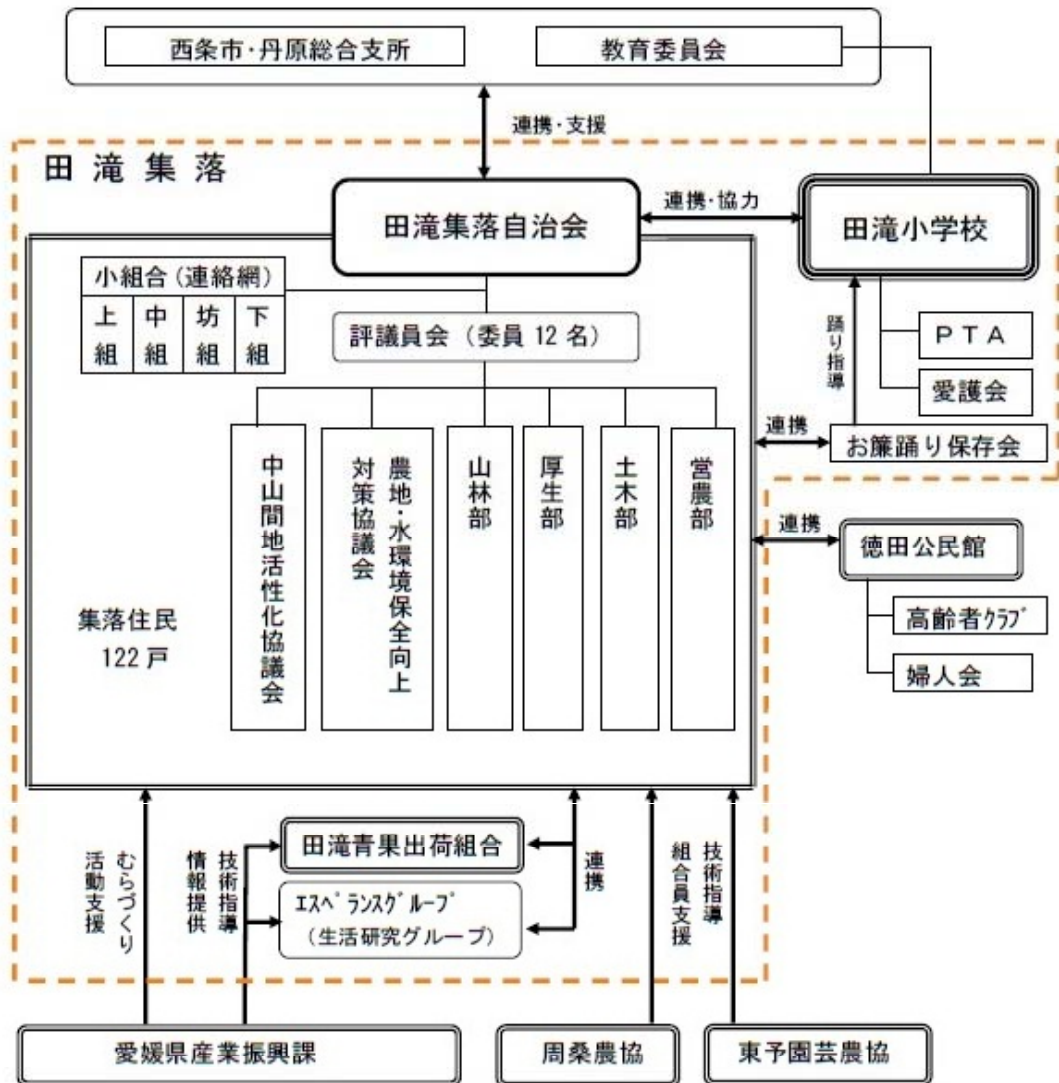 西条市・丹原総合支所
教育委員会
連携・支援
田滝集落
田滝集落自治会
連携・協力
田滝小学校
小組合(連絡網)
上組
中組
坊組
下組
評議員会（委員 12 名）
踊り指導
ＰＴＡ
愛護会
連携
お簾踊り保存会
中山間地活性化協議会
農地・水環境保全向上
対策協議会
山林部
厚生部
土木部
営農部
連携
徳田公民館
高齢者ｸﾗﾌﾞ
婦人会
集落住民
122 戸
むらづくり
活動支援
技術指導
情報提供
田滝青果出荷組合
ｴｽﾍﾟﾗﾝｽｸﾞﾙｰﾌﾟ
（生活研究グループ）
連携
技術指導
組合員支援
愛媛県産業振興課
周桑農協
東予園芸農協